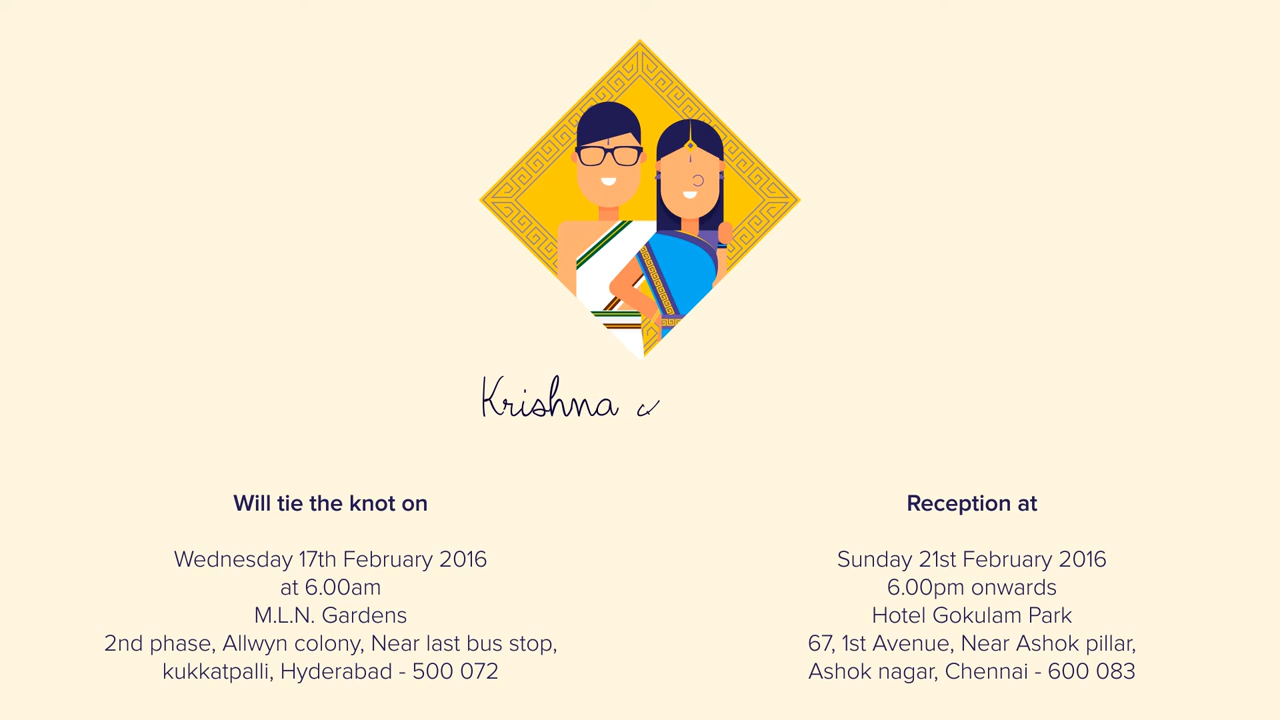 Krishna
Will tie the knot on
Wednesday 17th February 2016
at 6.00am
M.L.N. Gardens
2nd phase, Allwyn colony, Near last bus stop,
kukkatpalli, Hyderabad - 500 072
Reception at
Sunday 21st February 2016
6.00pm onwards
Hotel Gokulam Park
67, 1st Avenue, Near Ashok pillar,
Ashok nagar, Chennai - 600 083